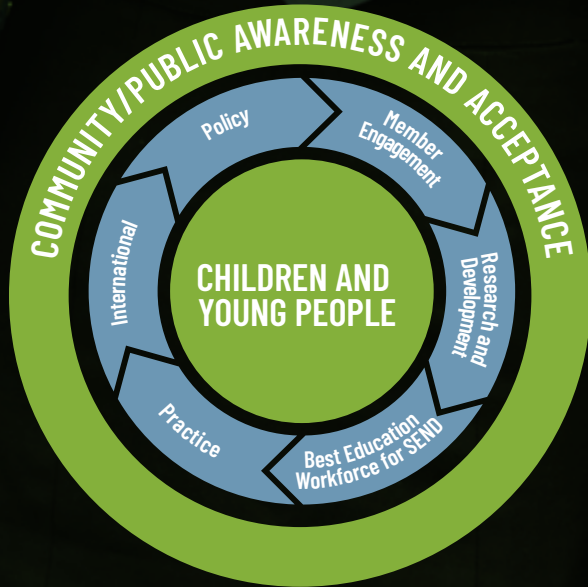 COMMUNITY/PUBLIC AWARENESS AND ACCEPTANCE
Policy
Member
Engagement
Research and
Development
Best Education
Workforce for SEND
Practice
International
CHILDREN AND
YOUNG PEOPLE